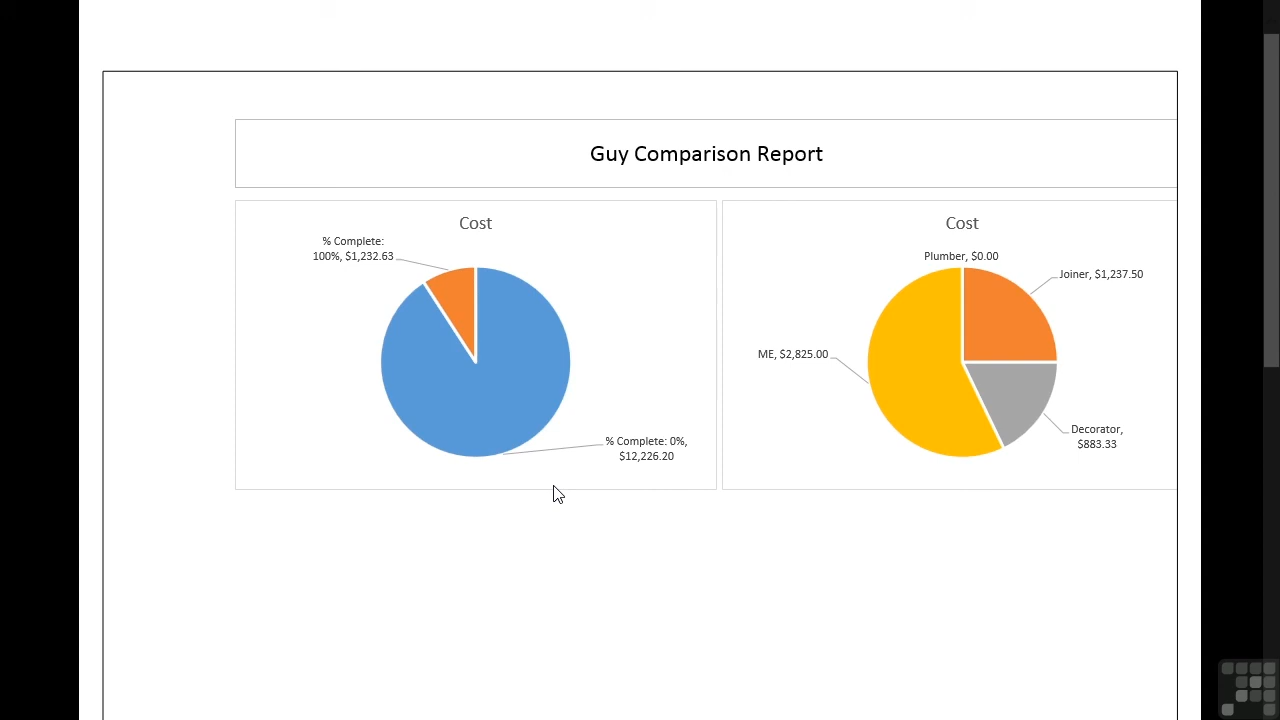 Guy Comparison Report
Cost
% Complete:
100%, $1,232.63
% Complete: 0%,
$12,226.20
Cost
Plumber, $0.00
Joiner, $1,237.50
ME, $2,825.00
Decorator,
$883.33